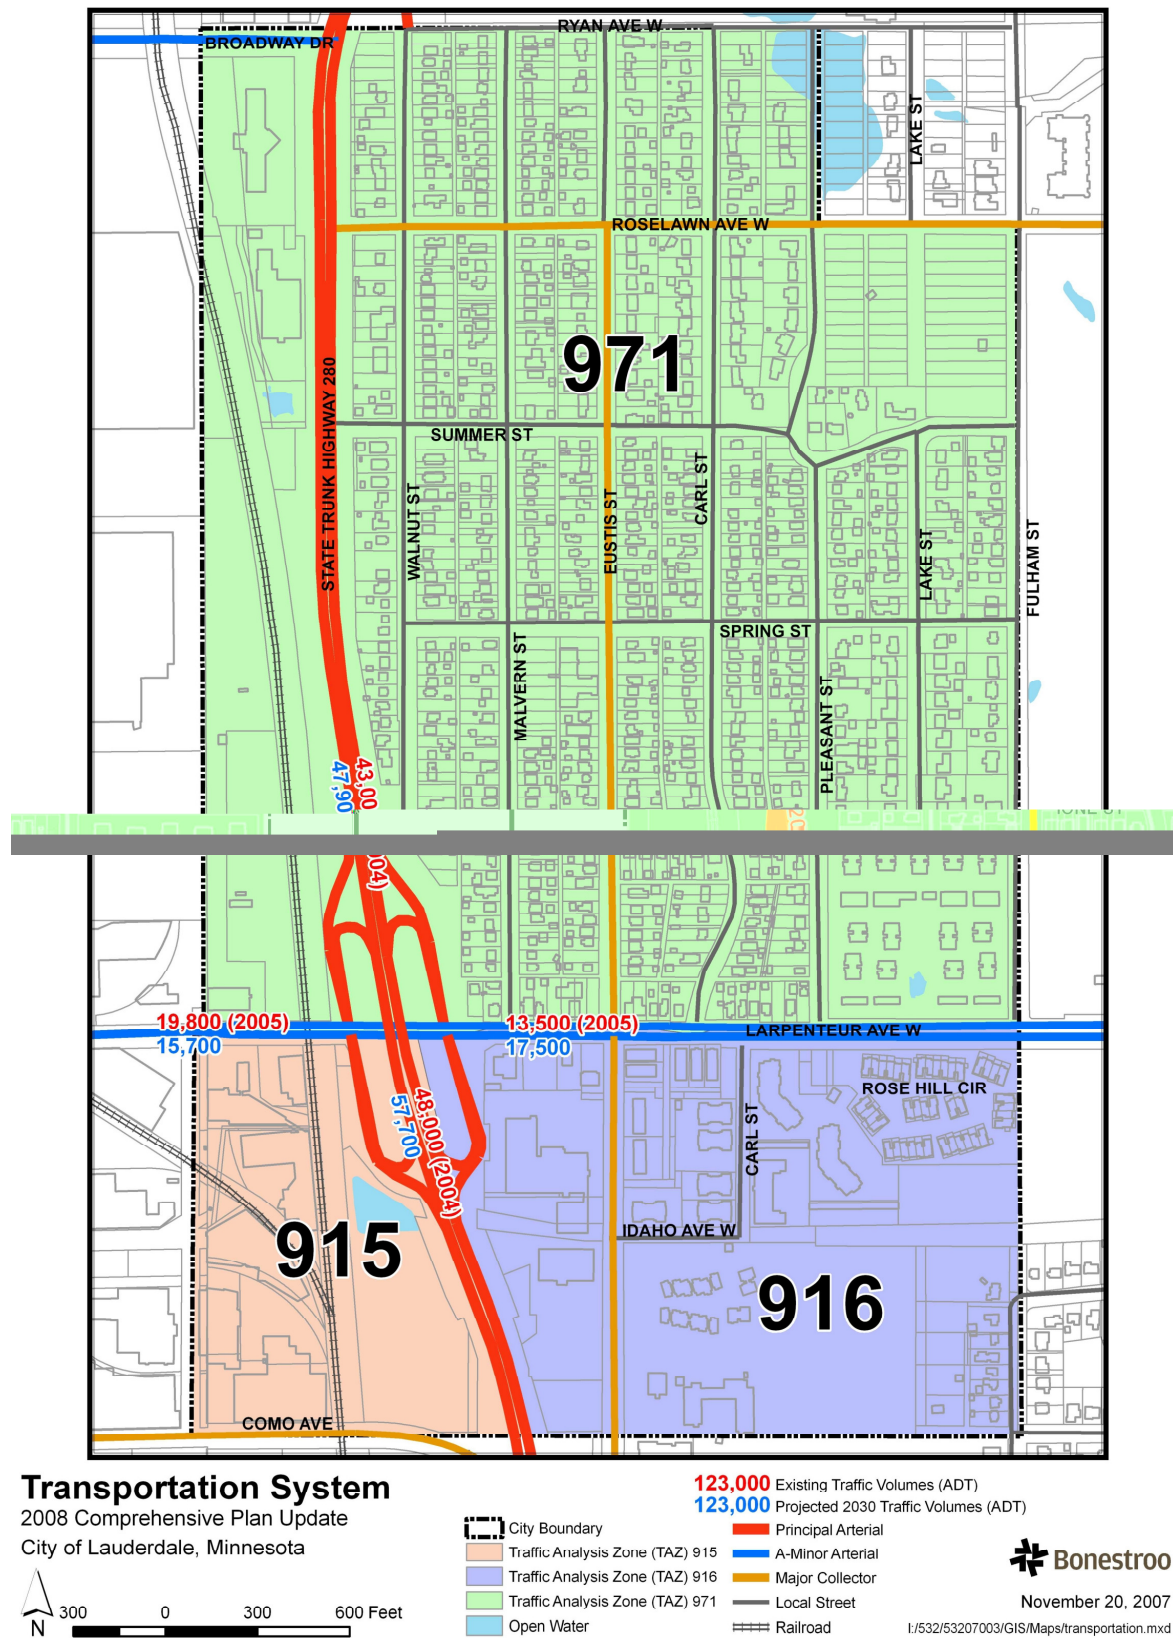 RYAN AVE W
BROADWAY DR
LAKE ST
ROSELAWN AVE W
971
STATE TRUNK HIGHWAY 280
SUMMER ST
WALNUT ST
EUSTIS ST
CARL ST
LAKE ST
FULHAM ST
SPRING ST
MALVERN ST
PLEASANT ST
19,800 (2005)
15,700
13,500 (2005)
17,500
LARPENTEUR AVE W
ROSE HILL CIR
48,000 (2004)
57,700
CARL ST
IDAHO AVE W
915
916
COMO AVE
Transportation System
2008 Comprehensive Plan Update
City of Lauderdale, Minnesota
N
300 0 300 600 Feet
123,000 Existing Traffic Volumes (ADT)
123,000 Projected 2030 Traffic Volumes (ADT)
City Boundary
Traffic Analysis Zone (TAZ) 915
Traffic Analysis Zone (TAZ) 916
Traffic Analysis Zone (TAZ) 971
Open Water
Principal Arterial
A-Minor Arterial
Major Collector
Local Street
Railroad
Bonestroo
November 20, 2007
I:/532/53207003/GIS/Maps/transportation.mxd